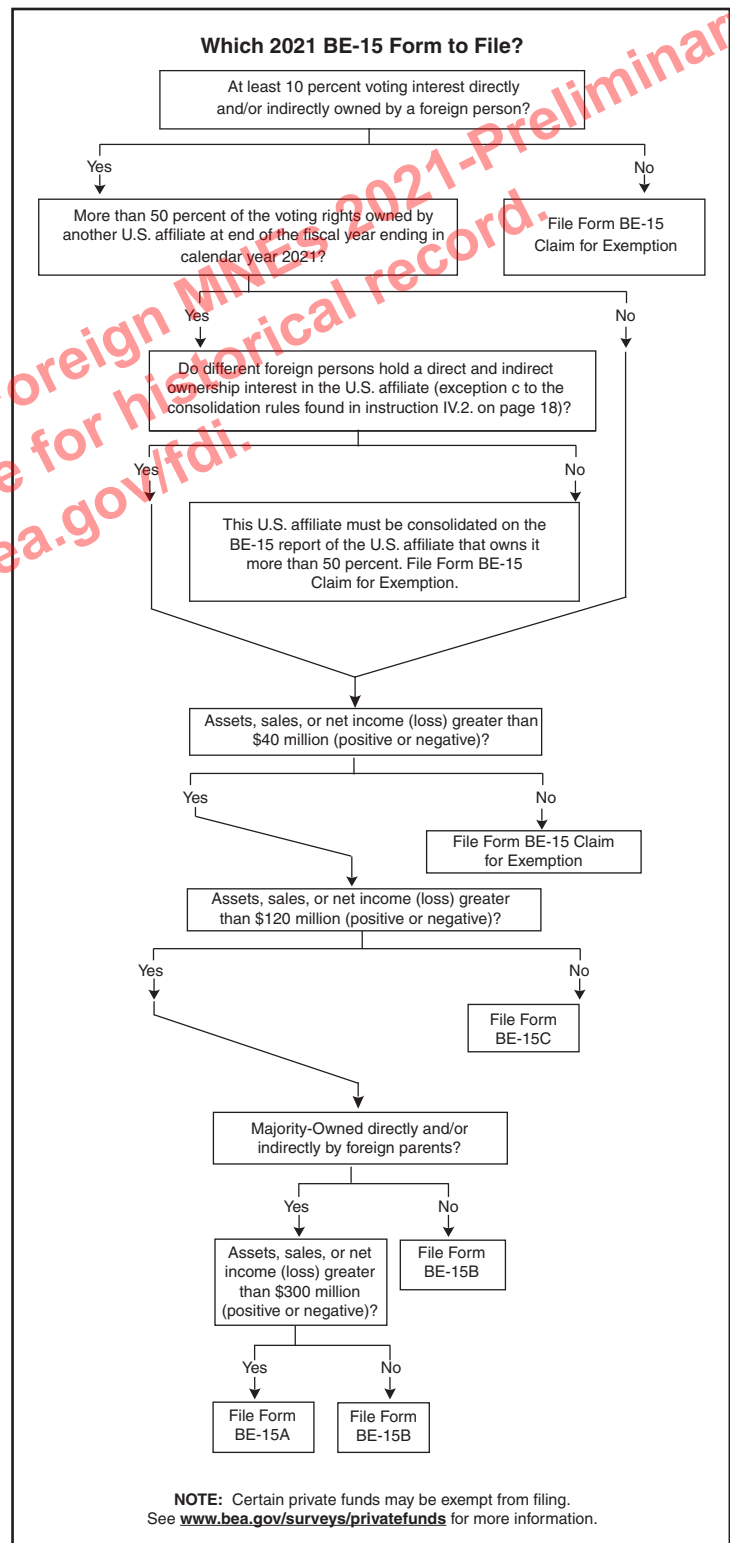 Which 2021 BE-15 Form to File?
At least 10 percent voting interest directly
and/or indirectly owned by a foreign person?
Yes
No
More than 50 percent of the voting rights owned by
another U.S. affiliate at end of the fiscal year ending in
calendar year 2021?
File Form BE-15
Claim for Exemption
Yes
No
Do different foreign persons hold a direct and indirect
ownership interest in the U.S. affiliate (exception c to the
consolidation rules found in instruction IV.2. on page 18)?
Yes
No
This U.S. affiliate must be consolidated on the
BE-15 report of the U.S. affiliate that owns it
more than 50 percent. File Form BE-15
Claim for Exemption.
Assets, sales, or net income (loss) greater than
$40 million (positive or negative)?
Yes
No
File Form BE-15 Claim
for Exemption
Assets, sales, or net income (loss) greater
than $120 million (positive or negative)?
Yes
No
File Form
BE-15C
Majority-Owned directly and/or
indirectly by foreign parents?
Yes
No
Assets, sales, or net
income (loss) greater
than $300 million
(positive or negative)?
File Form
BE-15B
Yes
No
File Form
BE-15A
File Form
BE-15B
NOTE: Certain private funds may be exempt from filing.
See www.bea.gov/surveys/privatefunds for more information.
Foreign MNEs 2021-Preliminary
e for historical record.
ea.gov/fdi.